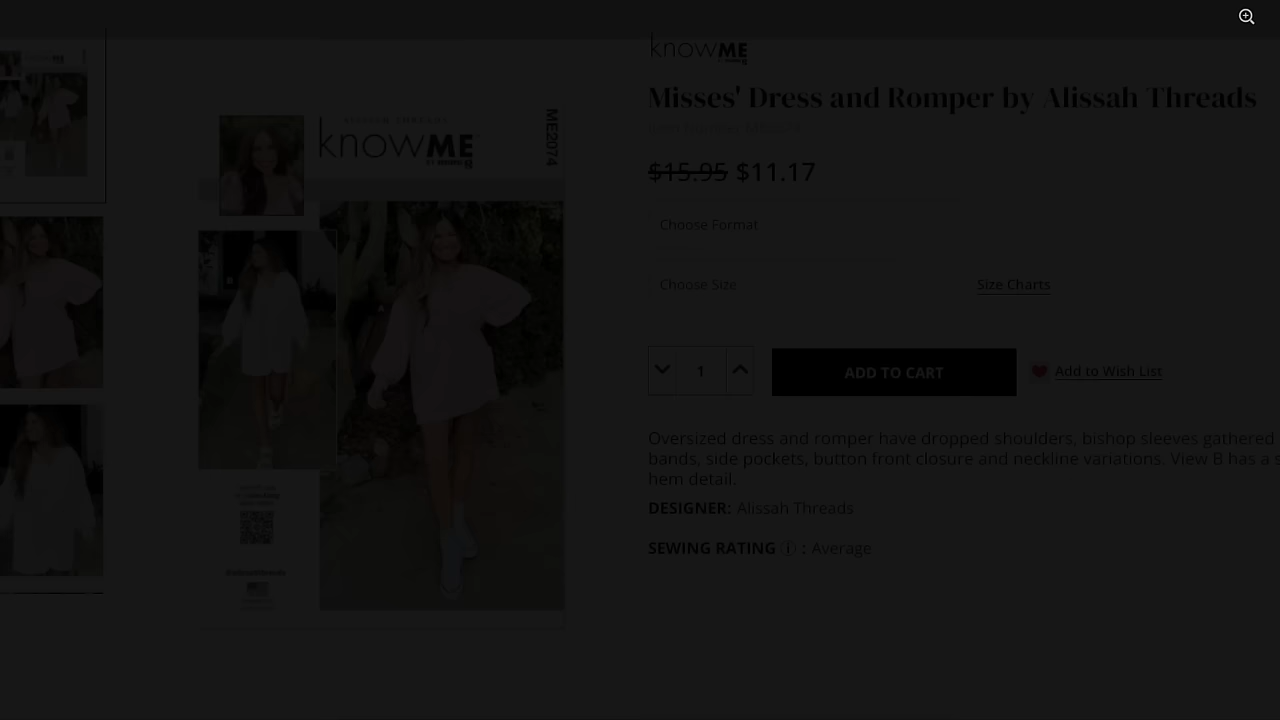 knowME
Misses' Dress and Romper by Alissah Threads
Item Number ME2074
$15.95 $11.17
Choose Format
Choose Size
Size Charts
1
ADD TO CART
Add to Wish List
Oversized dress and romper have dropped shoulders, bishop sleeves gathered
bands, side pockets, button front closure and neckline variations. View B has a
hem detail.
DESIGNER: Alissah Threads
SEWING RATING ⓘ : Average
knowME
ME2074